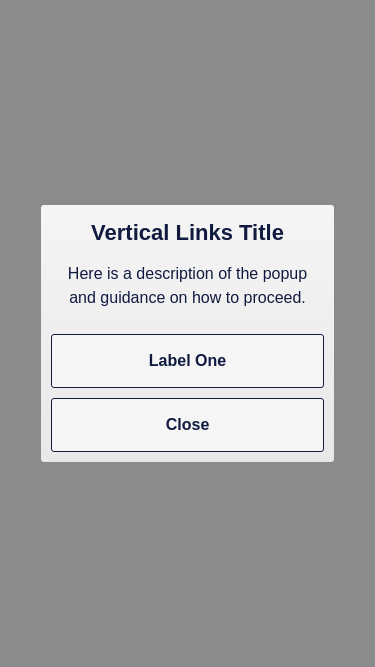 Vertical Links Title
Here is a description of the popup
and guidance on how to proceed.
Label One
Close